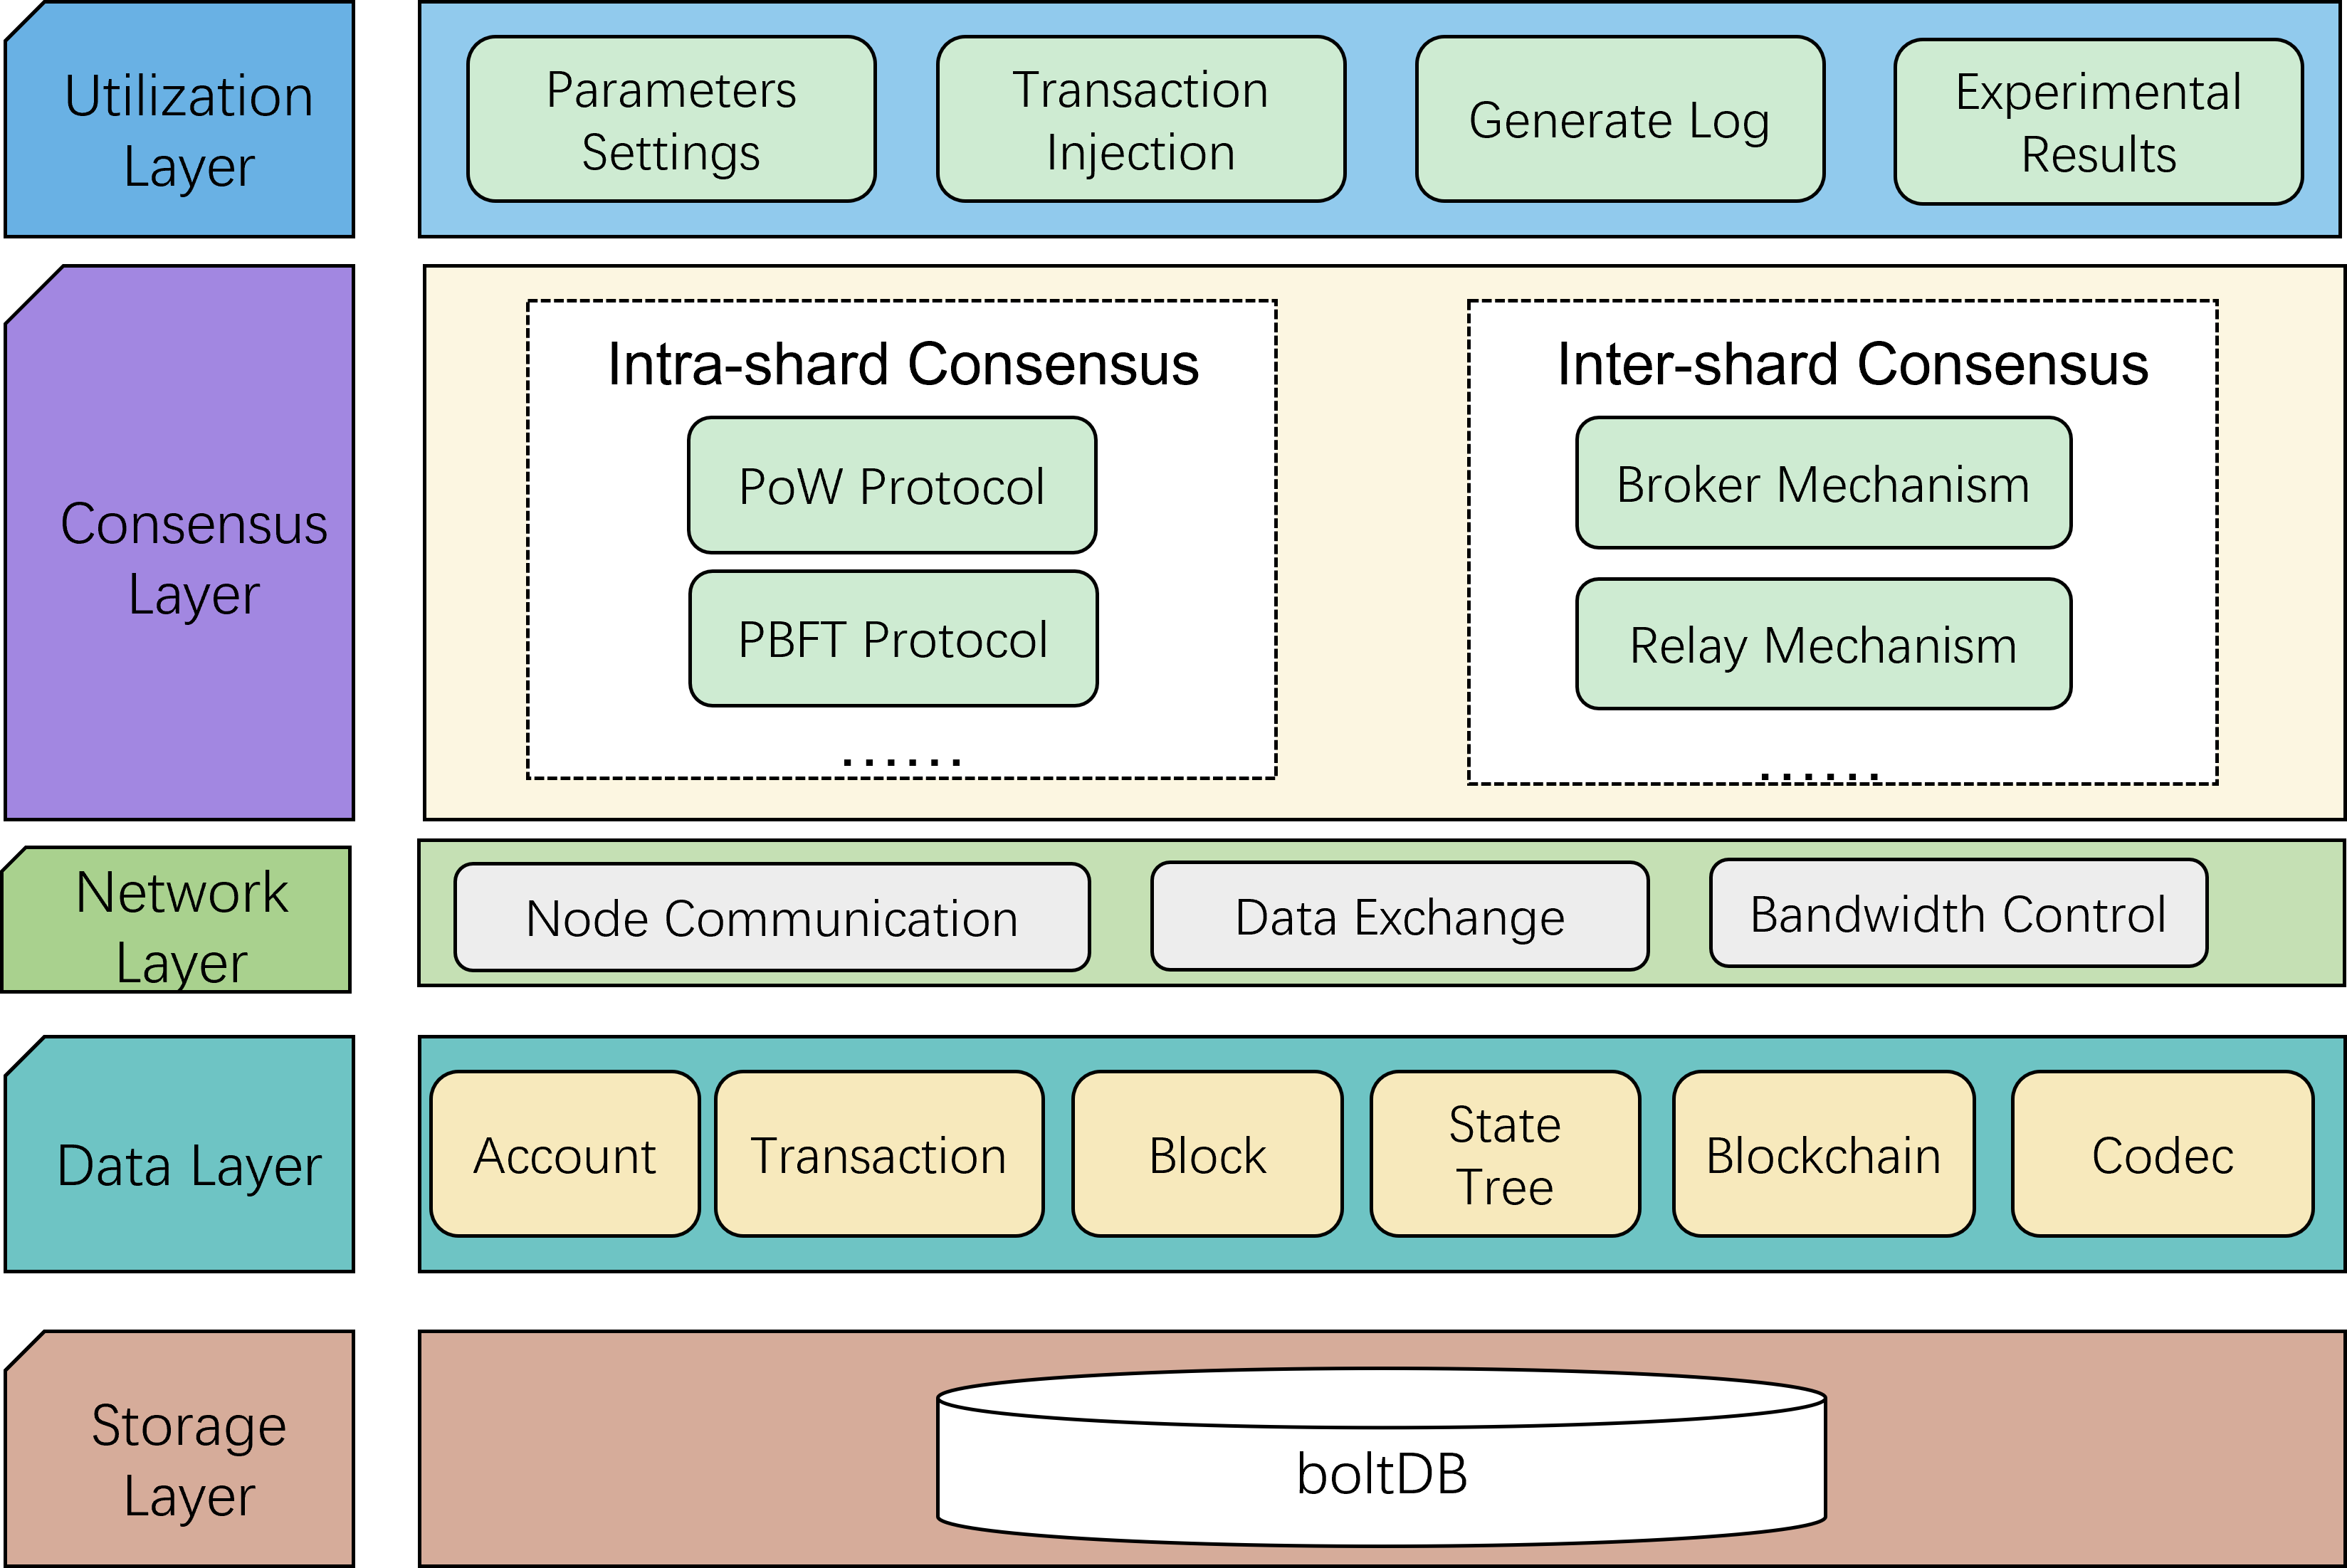 Utilization
Layer
Parameters
Settings
Transaction
Injection
Generate Log
Experimental
Results
Consensus
Layer
Intra-shard Consensus
PoW Protocol
PBFT Protocol
......
Inter-shard Consensus
Broker Mechanism
Relay Mechanism
......
Network
Layer
Node Communication
Data Exchange
Bandwidth Control
Data Layer
Account
Transaction
Block
State
Tree
Blockchain
Codec
Storage
Layer
boltDB